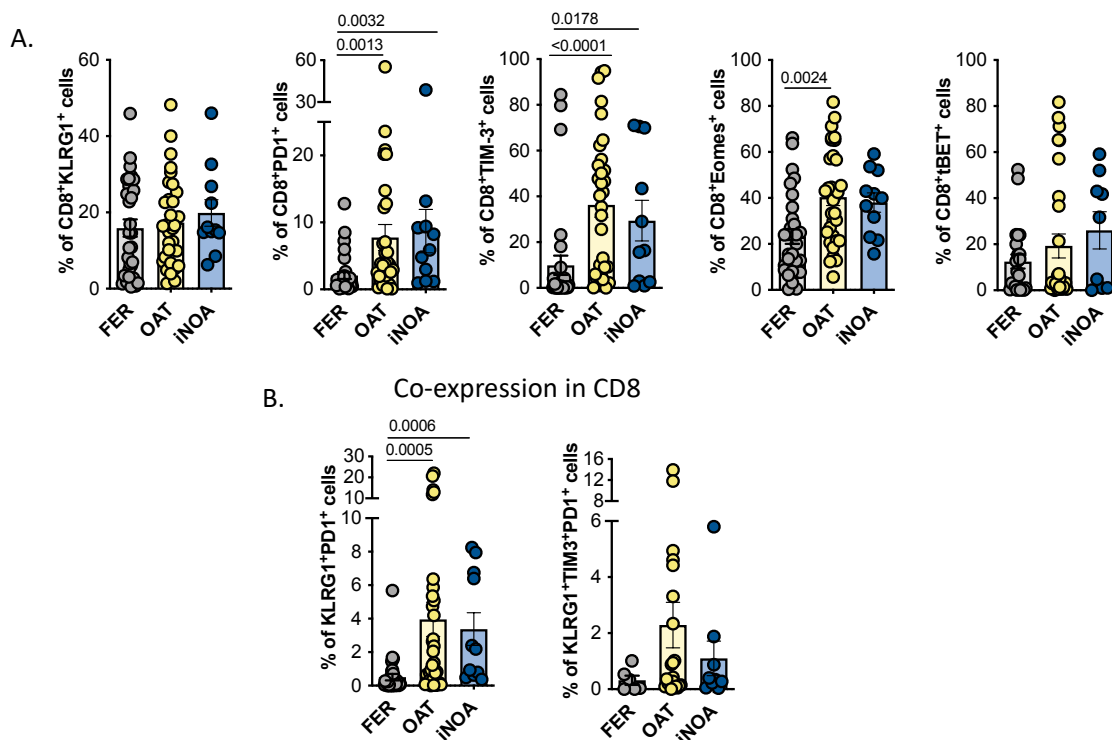 A.
% of CD8+KLRG1+ cells
60
40
20
0
FER
OAT
iNOA
% of CD8+PD1+ cells
0.0032
0.0013
60
30
20
10
0
FER
OAT
iNOA
% of CD8+TIM-3+ cells
0.0178
<0.0001
100
80
60
40
20
0
FER
OAT
iNOA
% of CD8+Eomes+ cells
0.0024
100
80
60
40
20
0
FER
OAT
iNOA
% of CD8+tBET+ cells
100
80
60
40
20
0
FER
OAT
iNOA
B.
Co-expression in CD8
% of KLRG1+PD1+ cells
0.0006
0.0005
30
20
10
8
6
4
2
0
FER
OAT
iNOA
% of KLRG1+TIM3+PD1+ cells
16
12
8
6
4
2
0
FER
OAT
iNOA